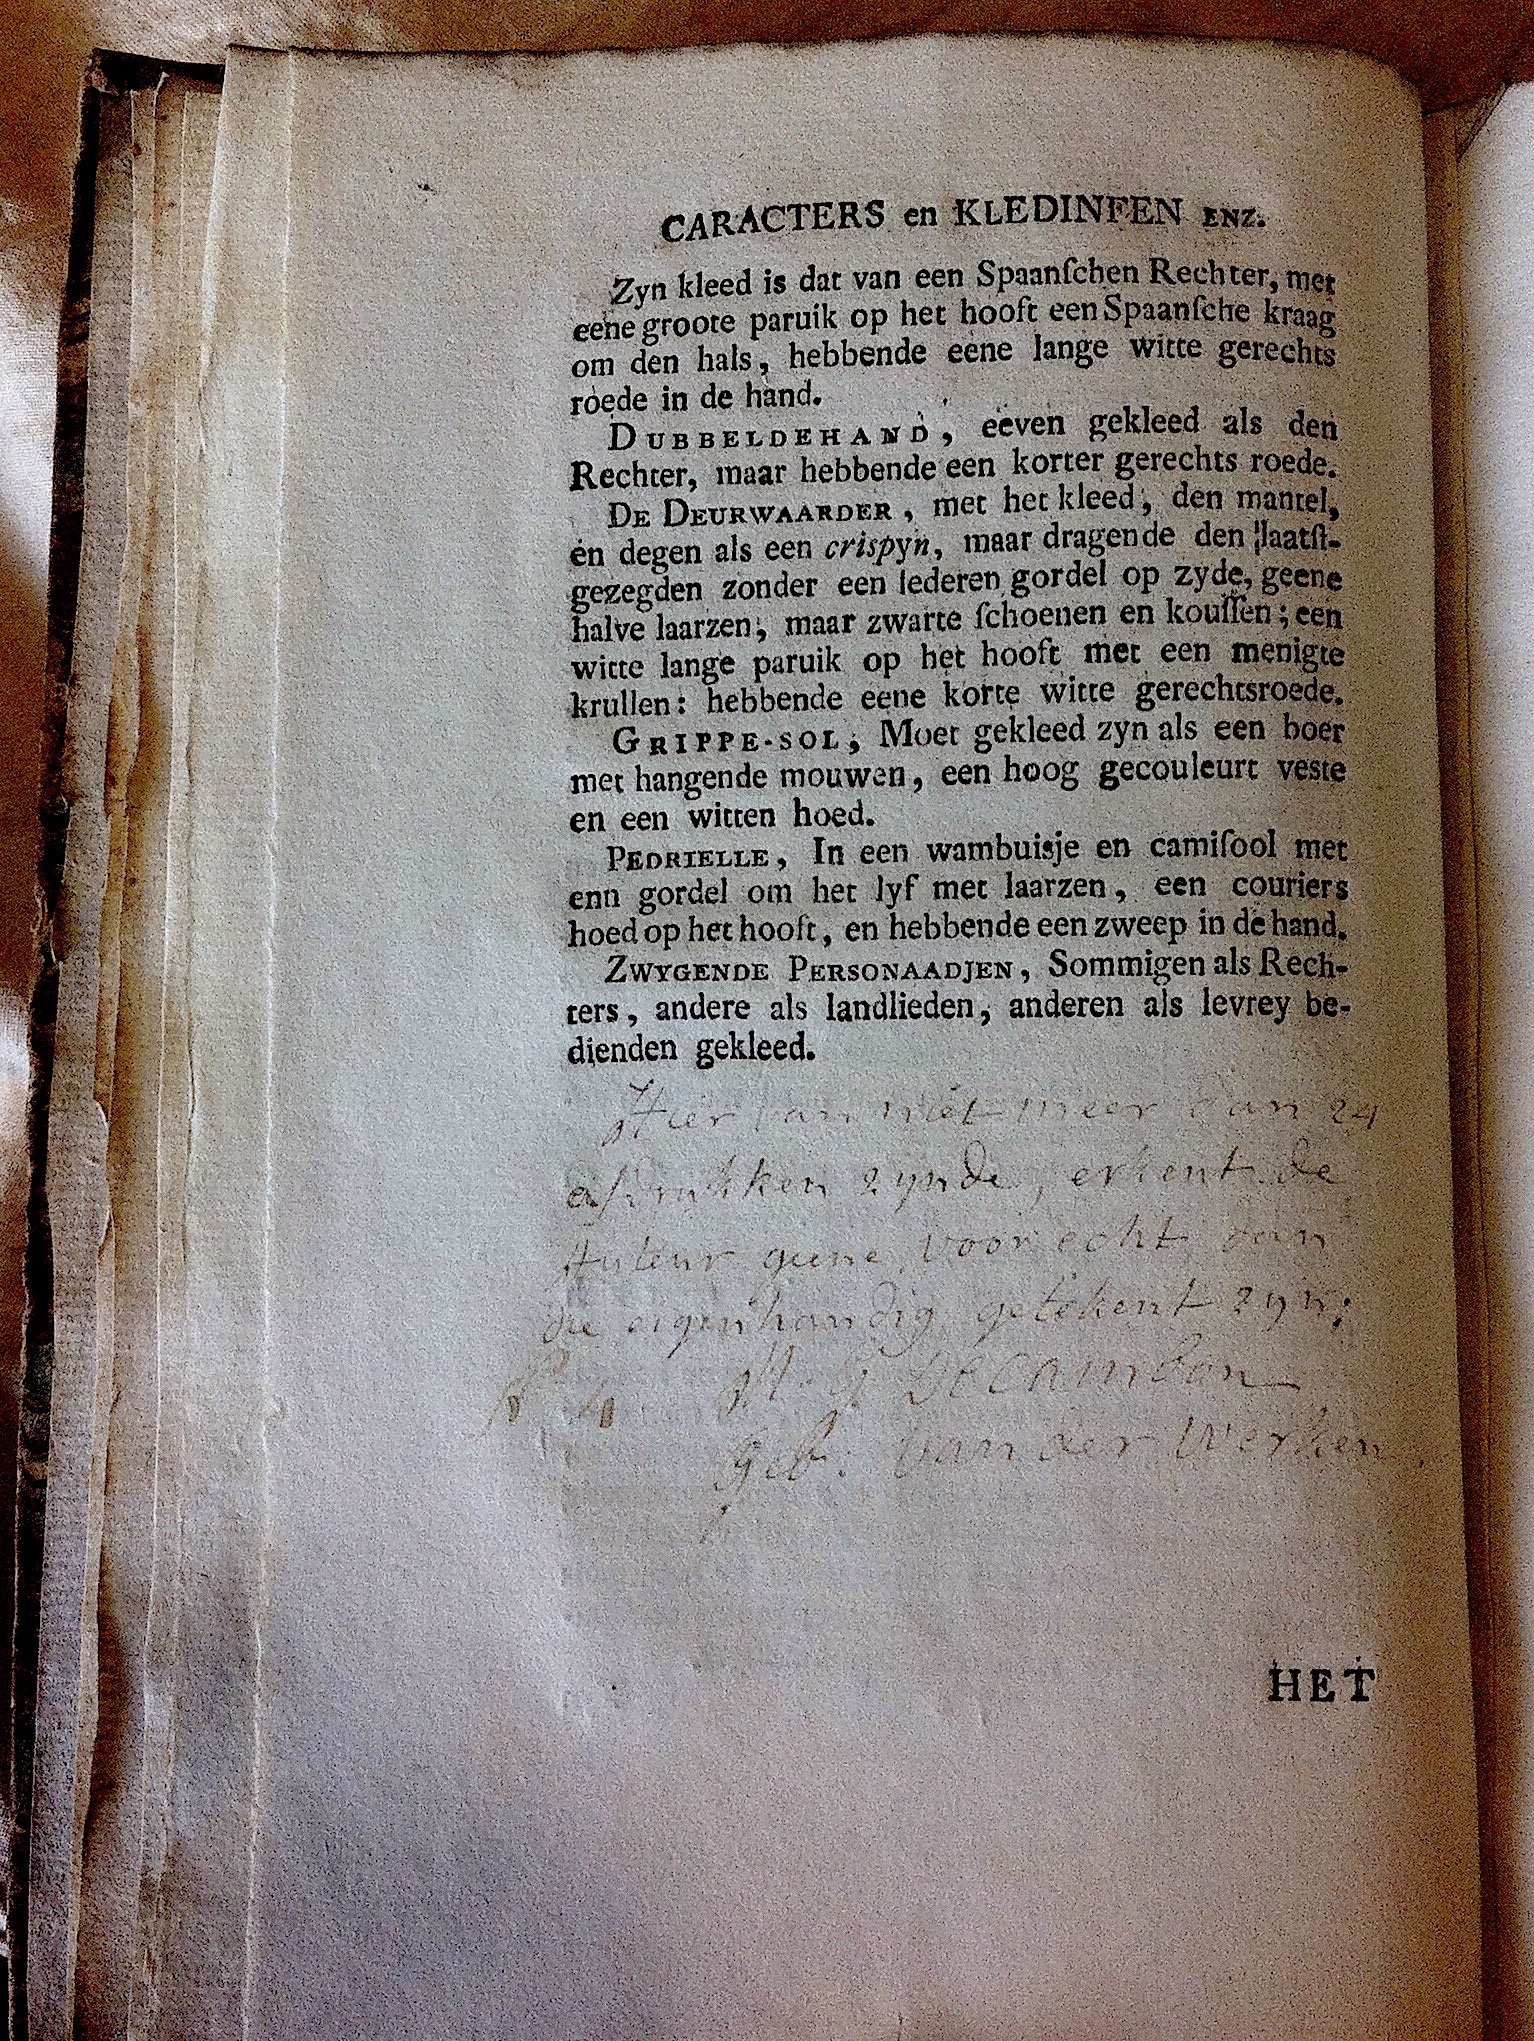 CARACTERS en KLEDINFEN ENZ.
Zyn kleed is dat van een Spaanſchen Rechter, met
eene groote paruik op het hooft een Spaanſche kraag
om den hals, hebbende eene lange witte gerechts
roede in de hand.
DUBBELDEHAND, eeven gekleed als den
Rechter, maar hebbende een korter gerechts roede.
DE DEURWAARDER, met het kleed, den mantel,
en degen als een crispyn, maar dragende den laatſt-
gezegden zonder een lederen gordel op zyde, geene
halve laarzen, maar zwarte ſchoenen en kouſſen; een
witte lange paruik op het hooft met een menigte
krullen: hebbende eene korte witte gerechtsroede.
GRIPPE-SOL, Moet gekleed zyn als een boer
met hangende mouwen, een hoog gecouleurt veste
en een witten hoed.
PEDRIELLE, In een wambuisje en camiſool met
enn gordel om het lyf met laarzen, een couriers
hoed op het hooft, en hebbende een zweep in de hand.
ZWYGENDE PERSONAADJEN, Sommigen als Rech-
ters, andere als landlieden, anderen als levrey be-
dienden gekleed.
Hier van niet meer dan 24
afdrukken zynde, erkent de
Auteur geene voor echt dan
die eigenhandig getekent zyn:
M. G. De Cambon
geb. van der Werken
HET